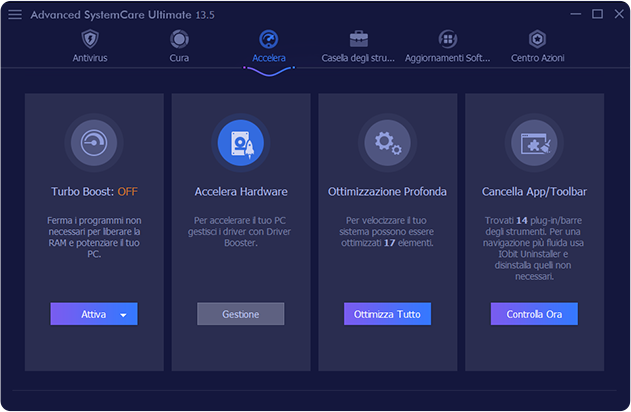 Advanced SystemCare Ultimate 13.5
Antivirus
Cura
Accelera
Casella degli stru...
Aggiornamenti Soft...
Centro Azioni
Turbo Boost: OFF
Ferma i programmi non
necessari per liberare la
RAM e potenziare il tuo
PC.
Attiva
Accelera Hardware
Per accelerare il tuo PC
gestisci i driver con Driver
Booster.
Gestione
Ottimizzazione Profonda
Per velocizzare il tuo
sistema possono essere
ottimizzati 17 elementi.
Ottimizza Tutto
Cancella App/Toolbar
Trovati 14 plug-in/barre
degli strumenti. Per una
navigazione più fluida usa
IObit Uninstaller e
disinstalla quelli non
necessari.
Controlla Ora